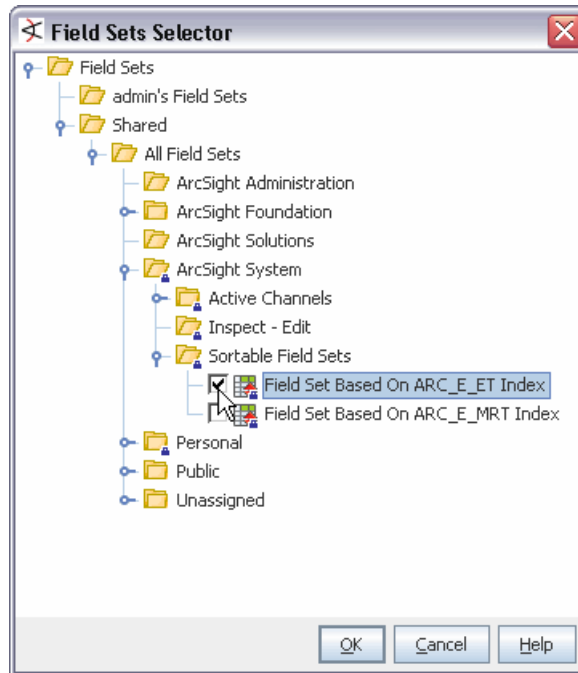 Field Sets Selector
Field Sets
admin's Field Sets
Shared
All Field Sets
ArcSight Administration
ArcSight Foundation
ArcSight Solutions
ArcSight System
Active Channels
Inspect - Edit
Sortable Field Sets
Field Set Based On ARC_E_ET Index
Field Set Based On ARC_E_MRT Index
Personal
Public
Unassigned
OK Cancel Help